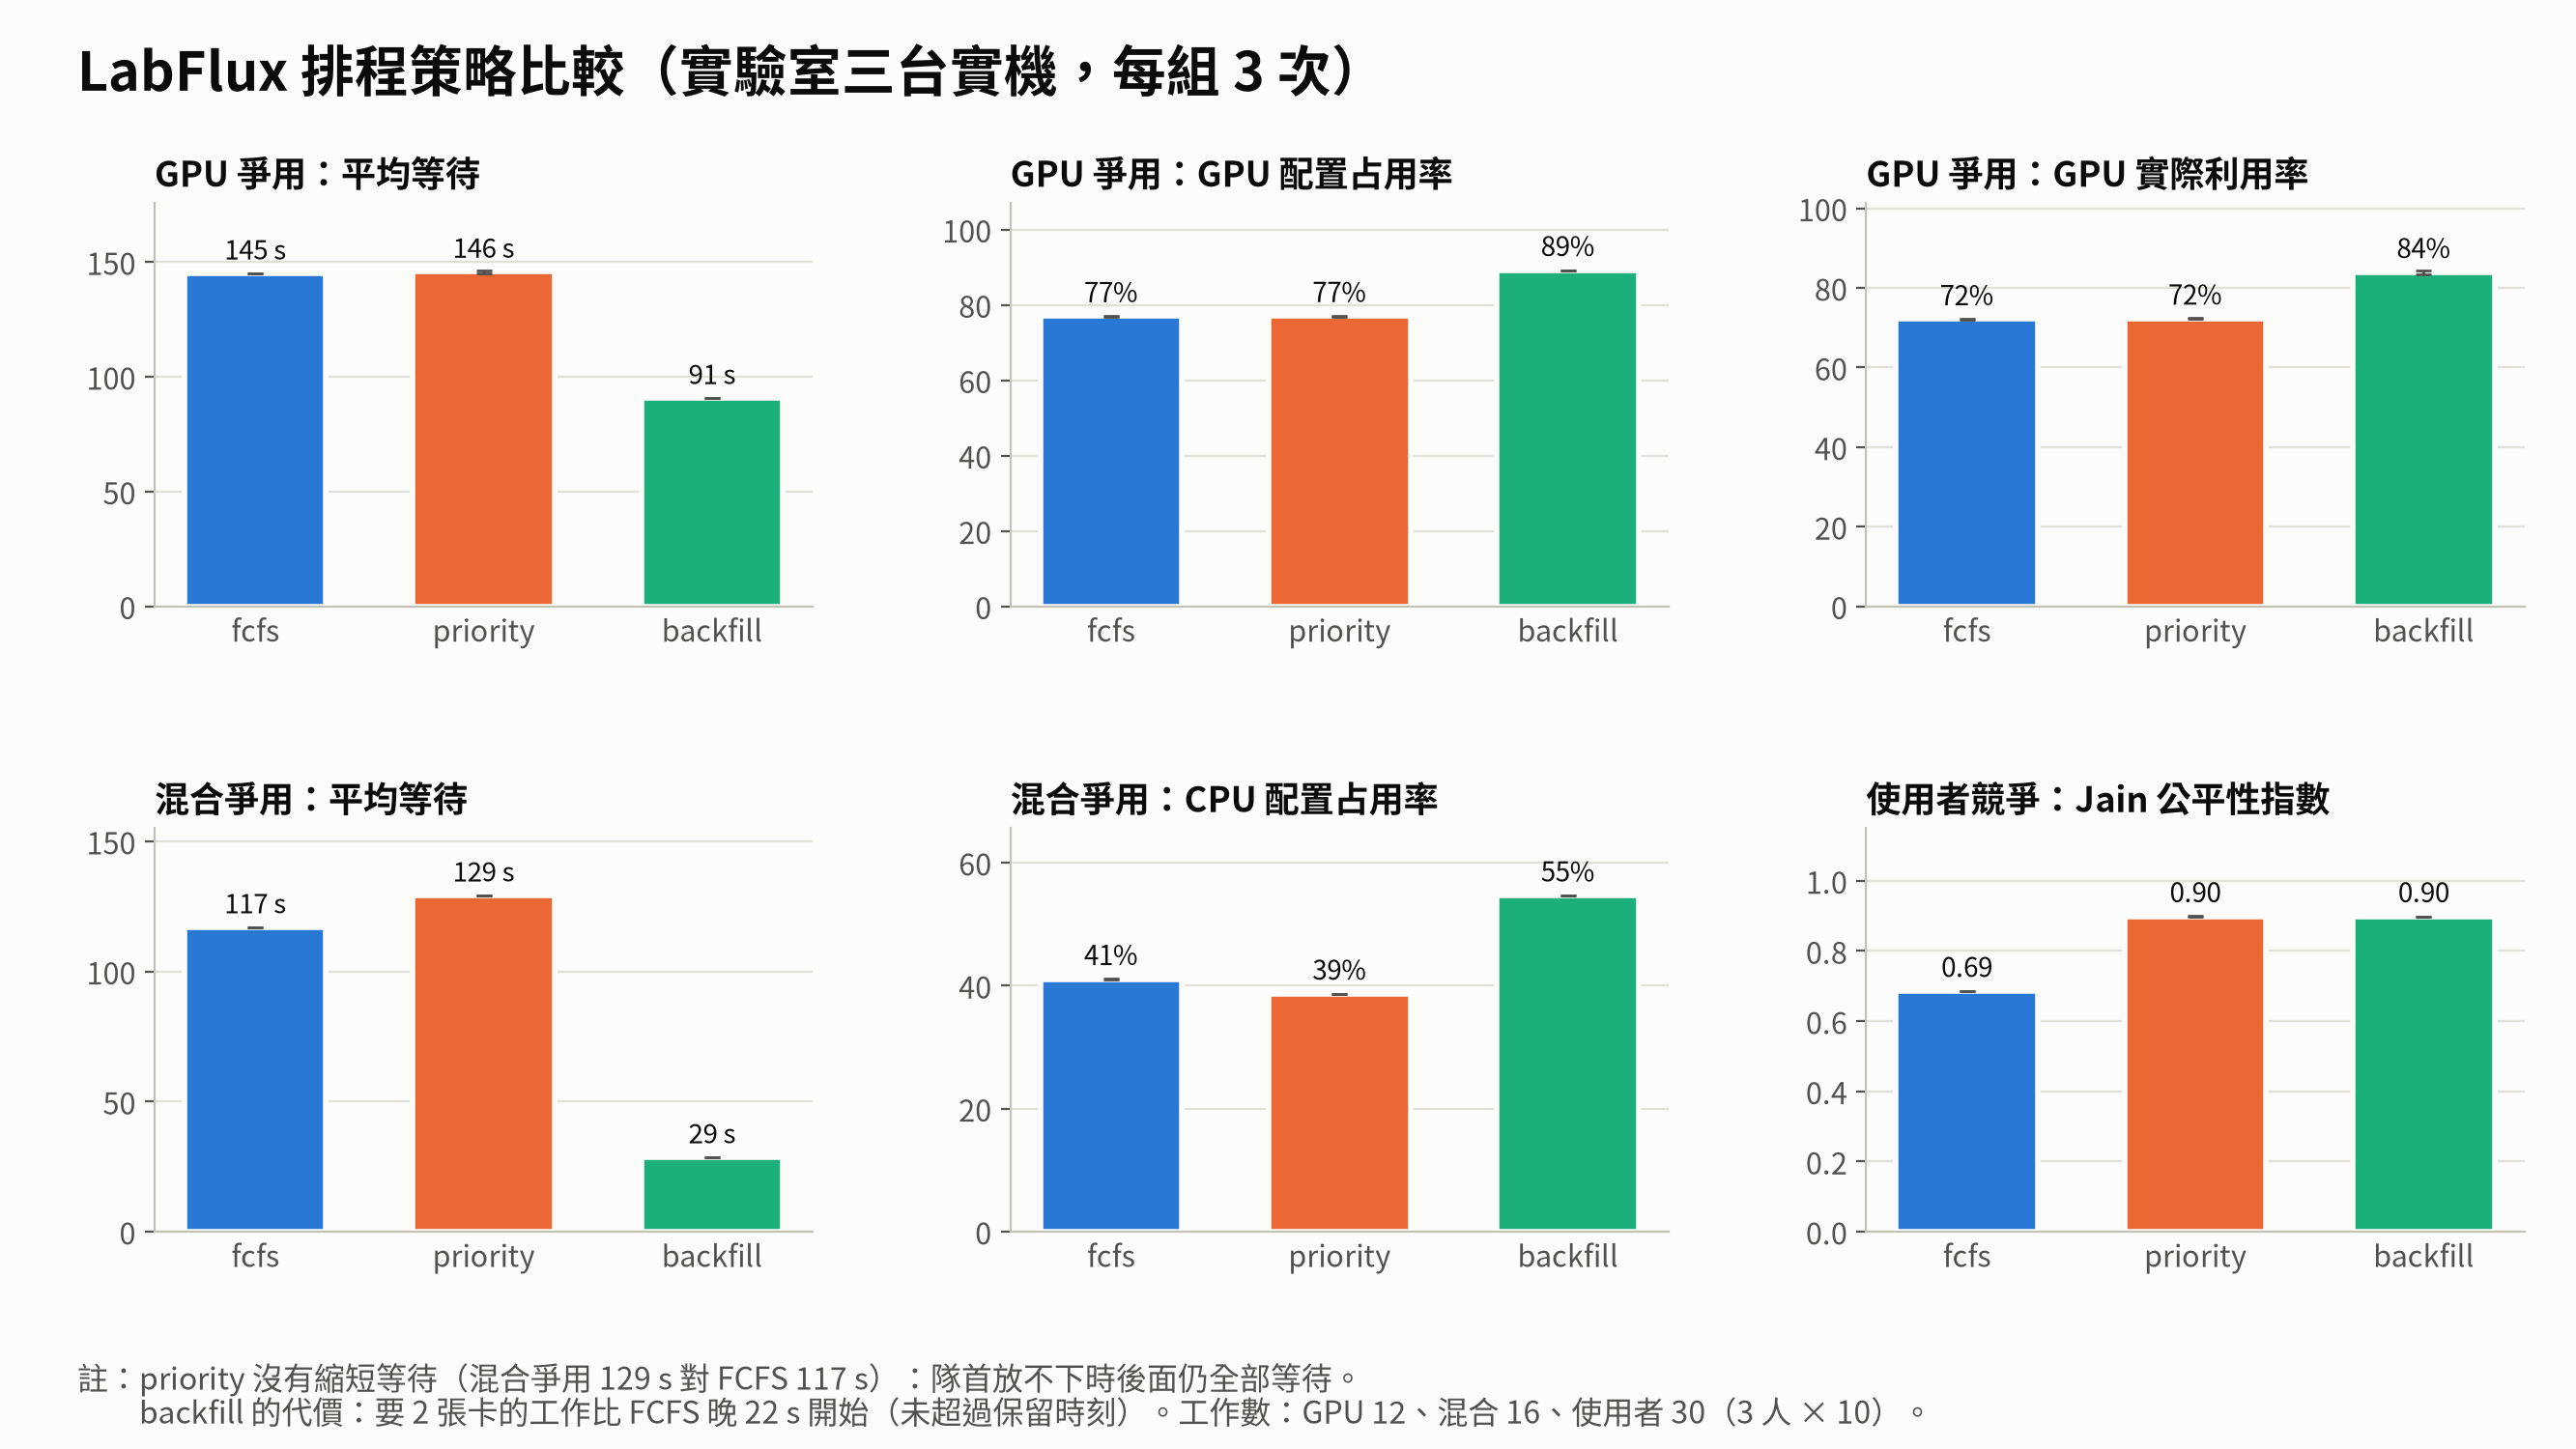 LabFlux 排程策略比較（實驗室三台實機，每組 3 次）
GPU 爭用：平均等待
150
100
50
0
145 s
146 s
91 s
fcfs
priority
backfill
GPU 爭用：GPU 配置占用率
100
80
60
40
20
0
77%
77%
89%
fcfs
priority
backfill
GPU 爭用：GPU 實際利用率
100
80
60
40
20
0
72%
72%
84%
fcfs
priority
backfill
混合爭用：平均等待
150
100
50
0
117 s
129 s
29 s
fcfs
priority
backfill
混合爭用：CPU 配置占用率
60
40
20
0
41%
39%
55%
fcfs
priority
backfill
使用者競爭：Jain 公平性指數
1.0
0.8
0.6
0.4
0.2
0.0
0.69
0.90
0.90
fcfs
priority
backfill
註：priority 沒有縮短等待（混合爭用 129 s 對 FCFS 117 s）：隊首放不下時後面仍全部等待。
backfill 的代價：要 2 張卡的工作比 FCFS 晚 22 s 開始（未超過保留時刻）。工作數：GPU 12、混合 16、使用者 30（3 人 × 10）。